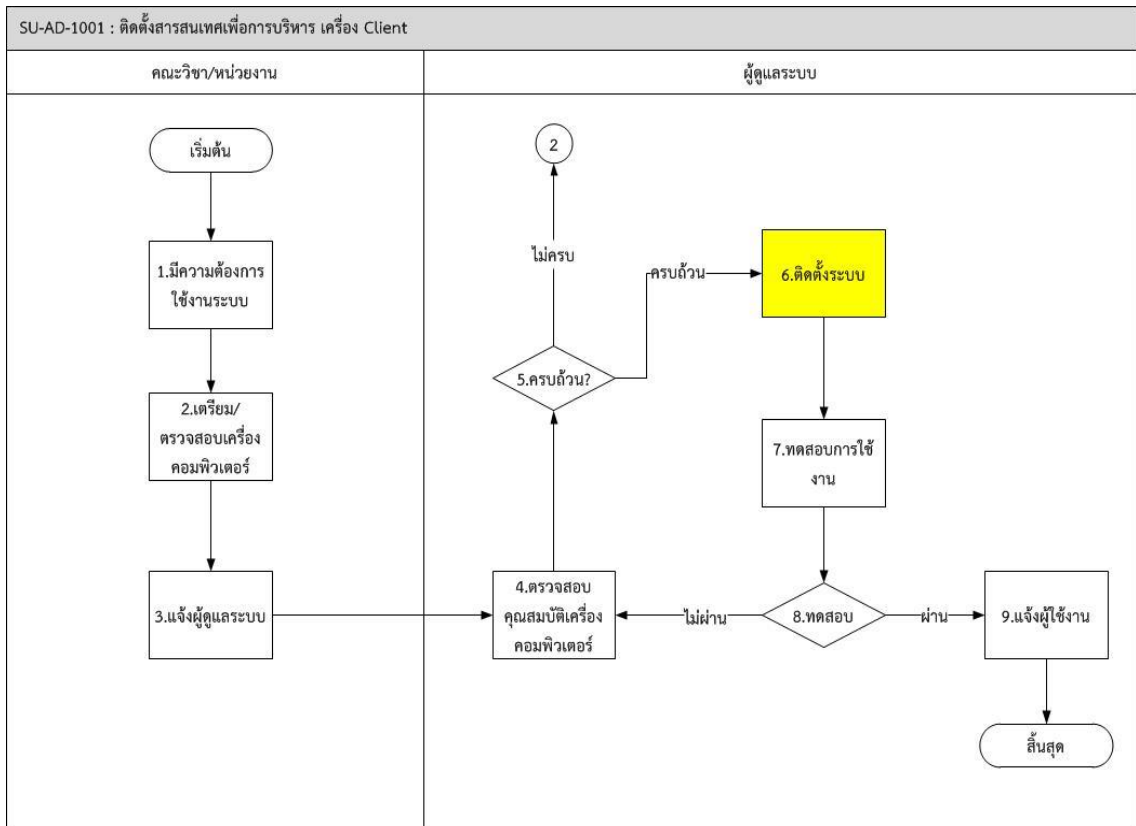 SU-AD-1001 : ติดตั้งสารสนเทศเพื่อการบริหาร เครื่อง Client
คณะวิชา/หน่วยงาน
ผู้ดูแลระบบ
เริ่มต้น
1.มีความต้องการ
ใช้งานระบบ
2.เตรียม/
ตรวจสอบเครื่อง
คอมพิวเตอร์
3.แจ้งผู้ดูแลระบบ
4.ตรวจสอบ
คุณสมบัติเครื่อง
คอมพิวเตอร์
5.ครบถ้วน?
ไม่ครบ
2
ครบถ้วน
6.ติดตั้งระบบ
7.ทดสอบการใช้
งาน
8.ทดสอบ
ไม่ผ่าน
ผ่าน
9.แจ้งผู้ใช้งาน
สิ้นสุด